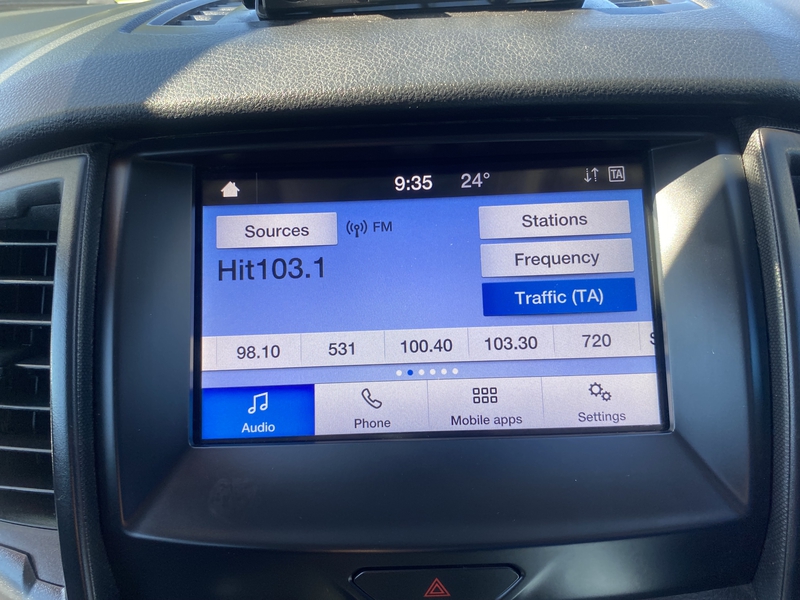 9:35 24° TA
Sources FM Stations
Hit103.1 Frequency
Traffic (TA)
98.10 531 100.40 103.30 720
Audio Phone Mobile apps Settings